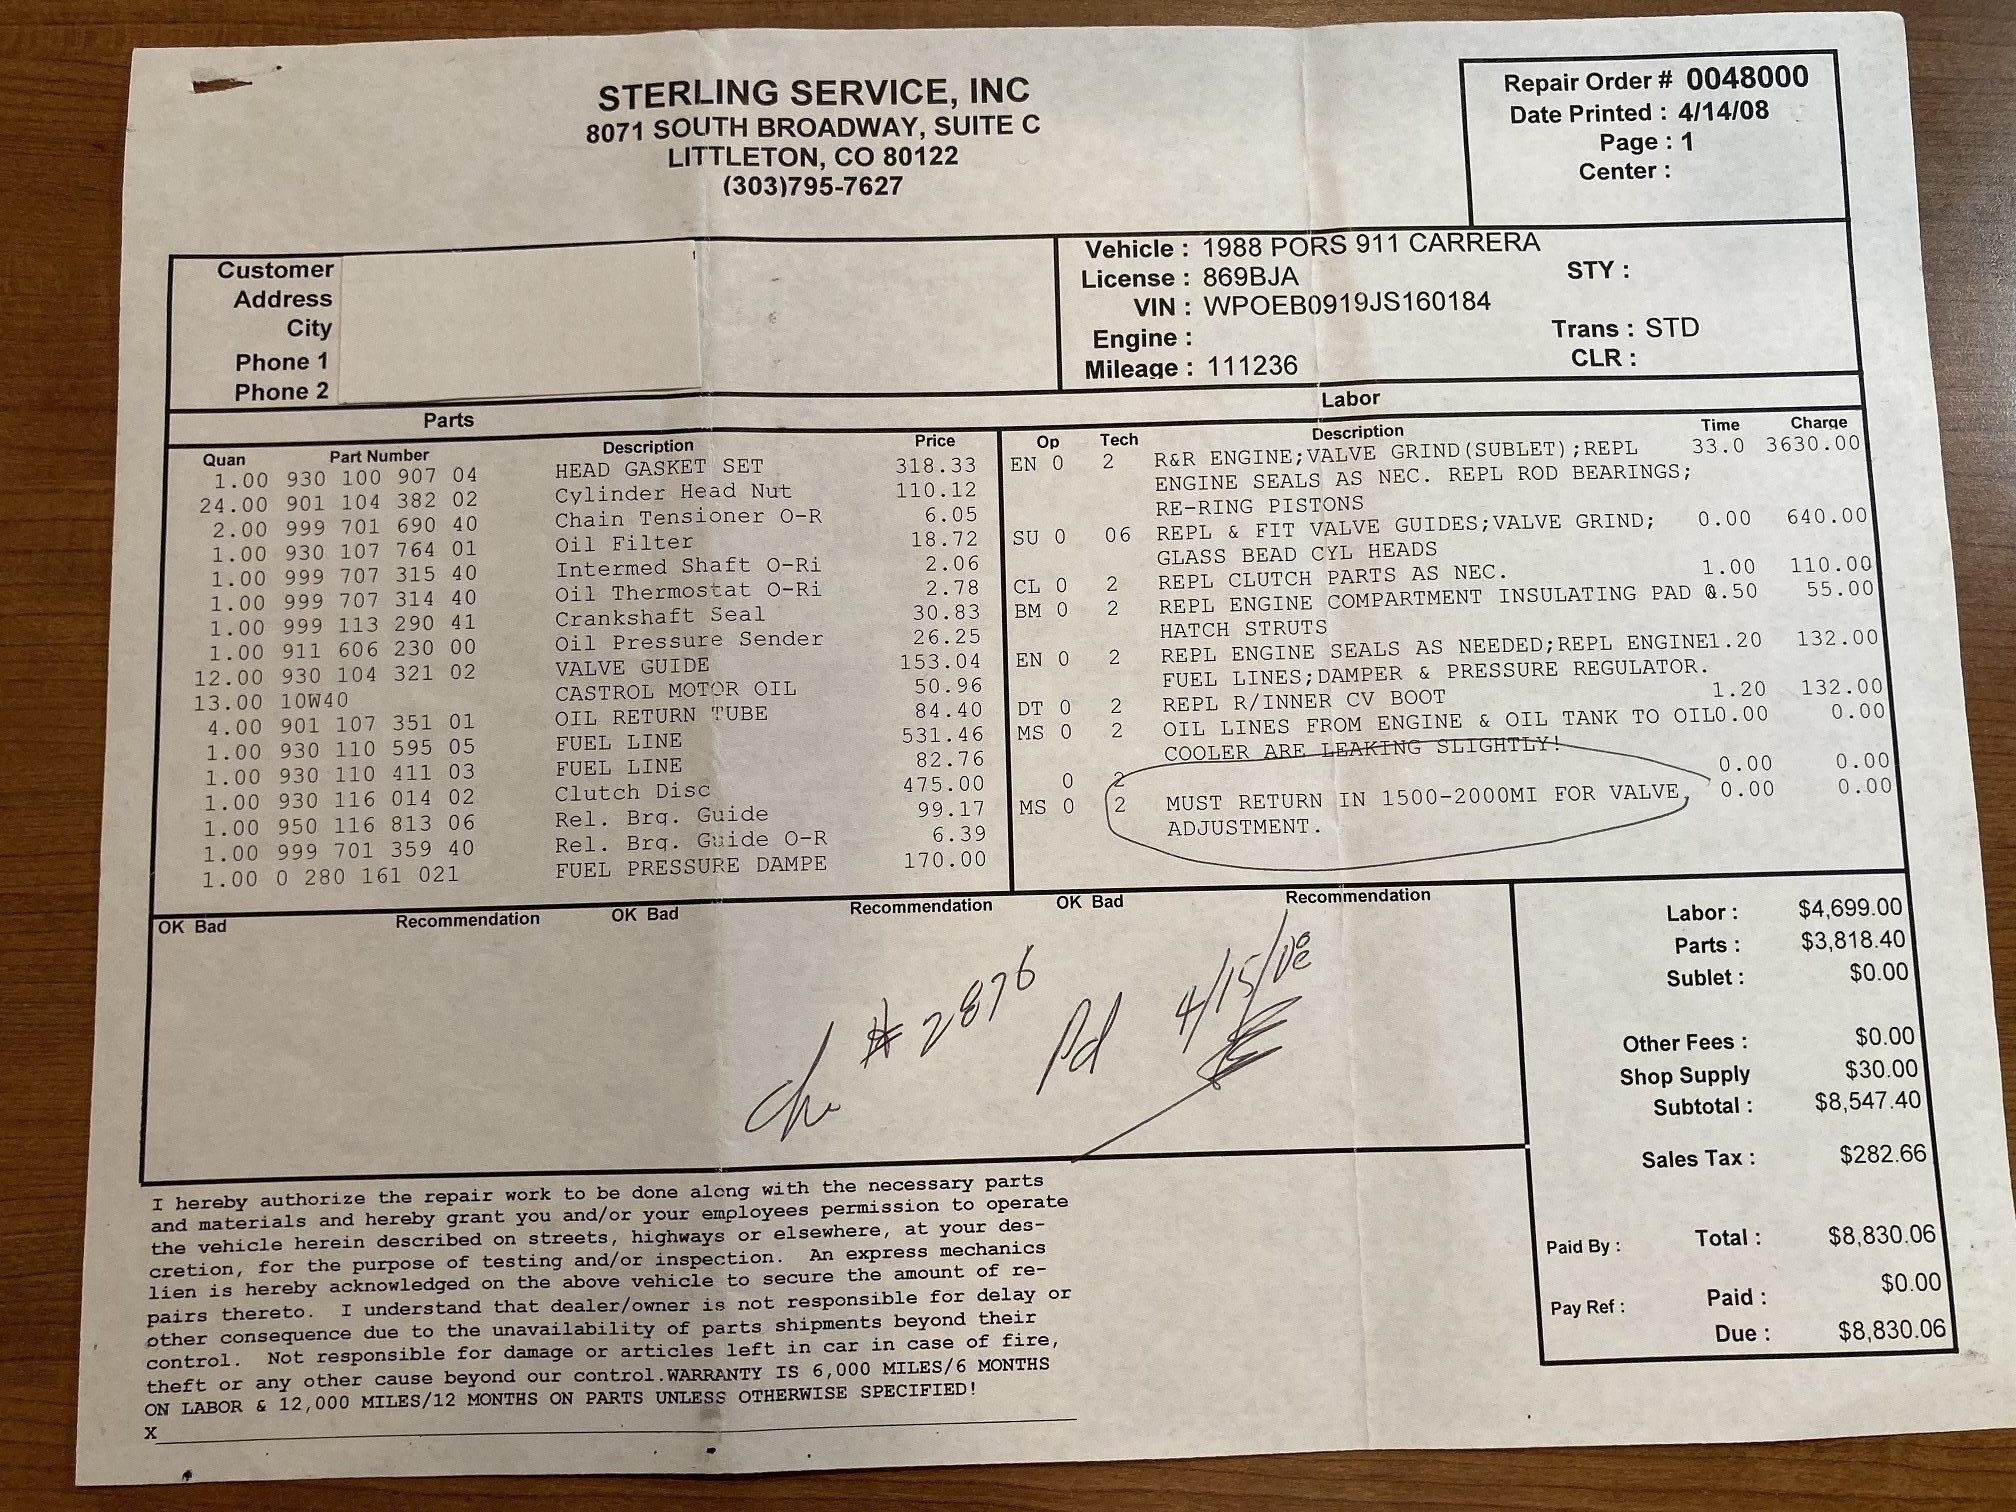 STERLING SERVICE, INC
8071 SOUTH BROADWAY, SUITE C
LITTLETON, CO 80122
(303)795-7627
Repair Order # 0048000
Date Printed : 4/14/08
Page : 1
Center :
Customer
Address
City
Phone 1
Phone 2
Vehicle : 1988 PORS 911 CARRERA
License : 869BJA STY :
VIN : WPOEB0919JS160184
Engine : Trans : STD
Mileage : 111236 CLR :
Parts
Quan Part Number Description Price
1.00 930 100 907 04 HEAD GASKET SET 318.33
24.00 901 104 382 02 Cylinder Head Nut 110.12
2.00 999 701 690 40 Chain Tensioner O-R 6.05
1.00 930 107 764 01 Oil Filter 18.72
1.00 999 707 315 40 Intermed Shaft O-Ri 2.06
1.00 999 707 314 40 Oil Thermostat O-Ri 2.78
1.00 999 113 290 41 Crankshaft Seal 30.83
1.00 911 606 230 00 Oil Pressure Sender 26.25
12.00 930 104 321 02 VALVE GUIDE 153.04
13.00 10W40 CASTROL MOTOR OIL 50.96
4.00 901 107 351 01 OIL RETURN TUBE 84.40
1.00 930 110 595 05 FUEL LINE 531.46
1.00 930 110 411 03 FUEL LINE 82.76
1.00 930 116 014 02 Clutch Disc 475.00
1.00 950 116 813 06 Rel. Brg. Guide 99.17
1.00 999 701 359 40 Rel. Brg. Guide O-R 6.39
1.00 0 280 161 021 FUEL PRESSURE DAMPE 170.00
Labor
Op Tech Description Time Charge
EN 0 2 R&R ENGINE;VALVE GRIND(SUBLET);REPL 33.0 3630.00
ENGINE SEALS AS NEC. REPL ROD BEARINGS;
RE-RING PISTONS
SU 0 06 REPL & FIT VALVE GUIDES;VALVE GRIND; 0.00 640.00
GLASS BEAD CYL HEADS
CL 0 2 REPL CLUTCH PARTS AS NEC. 1.00 110.00
BM 0 2 REPL ENGINE COMPARTMENT INSULATING PAD @.50 55.00
HATCH STRUTS
EN 0 2 REPL ENGINE SEALS AS NEEDED;REPL ENGINE1.20 132.00
FUEL LINES;DAMPER & PRESSURE REGULATOR.
DT 0 2 REPL R/INNER CV BOOT 1.20 132.00
MS 0 2 OIL LINES FROM ENGINE & OIL TANK TO OIL0.00 0.00
COOLER ARE LEAKING SLIGHTLY!
0 2 0.00 0.00
MS 0 2 MUST RETURN IN 1500-2000MI FOR VALVE 0.00 0.00
ADJUSTMENT.
OK Bad Recommendation OK Bad Recommendation OK Bad Recommendation
# 2876 Pd 4/15/08
Labor : $4,699.00
Parts : $3,818.40
Sublet : $0.00
Other Fees : $0.00
Shop Supply $30.00
Subtotal : $8,547.40
Sales Tax : $282.66
Paid By : Total : $8,830.06
Pay Ref : Paid : $0.00
Due : $8,830.06
I hereby authorize the repair work to be done along with the necessary parts
and materials and hereby grant you and/or your employees permission to operate
the vehicle herein described on streets, highways or elsewhere, at your des-
cretion, for the purpose of testing and/or inspection. An express mechanics
lien is hereby acknowledged on the above vehicle to secure the amount of re-
pairs thereto. I understand that dealer/owner is not responsible for delay or
other consequence due to the unavailability of parts shipments beyond their
control. Not responsible for damage or articles left in car in case of fire,
theft or any other cause beyond our control.WARRANTY IS 6,000 MILES/6 MONTHS
ON LABOR & 12,000 MILES/12 MONTHS ON PARTS UNLESS OTHERWISE SPECIFIED!
X